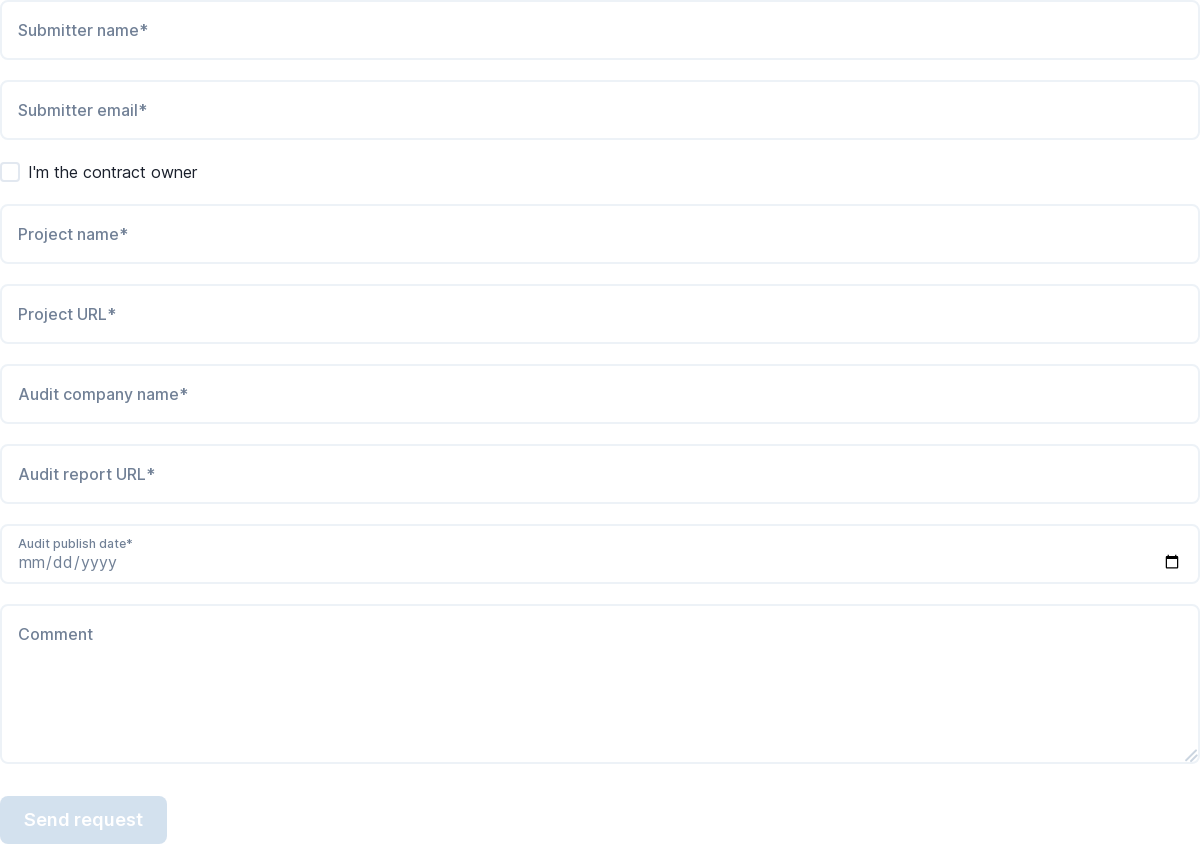 Submitter name*
Submitter email*
I'm the contract owner
Project name*
Project URL*
Audit company name*
Audit report URL*
Audit publish date*
mm/dd/yyyy
Comment
Send request